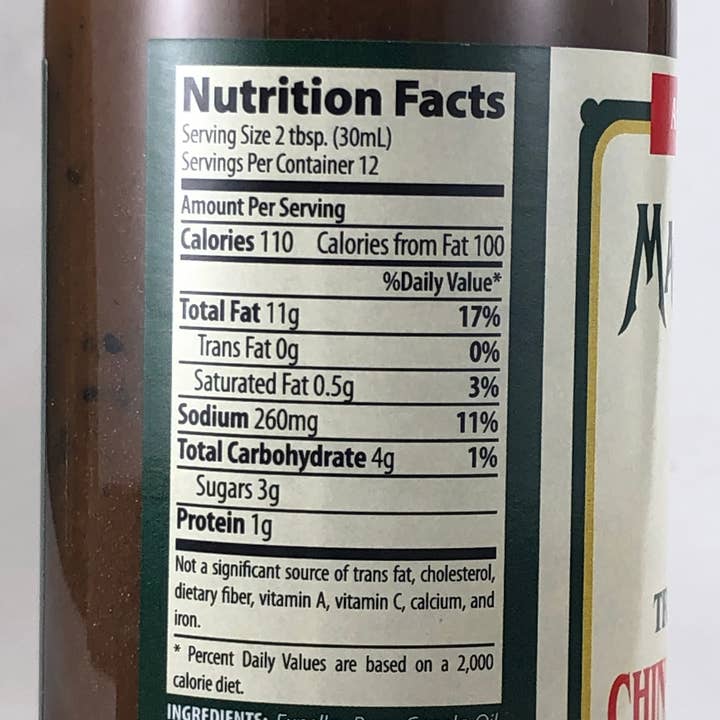 Nutrition Facts
Serving Size 2 tbsp. (30mL)
Servings Per Container 12
Amount Per Serving
Calories 110 Calories from Fat 100
%Daily Value*
Total Fat 11g 17%
Trans Fat 0g 0%
Saturated Fat 0.5g 3%
Sodium 260mg 11%
Total Carbohydrate 4g 1%
Sugars 3g
Protein 1g
Not a significant source of trans fat, cholesterol,
dietary fiber, vitamin A, vitamin C, calcium, and
iron.
* Percent Daily Values are based on a 2,000
calorie diet.
INGREDIENTS: